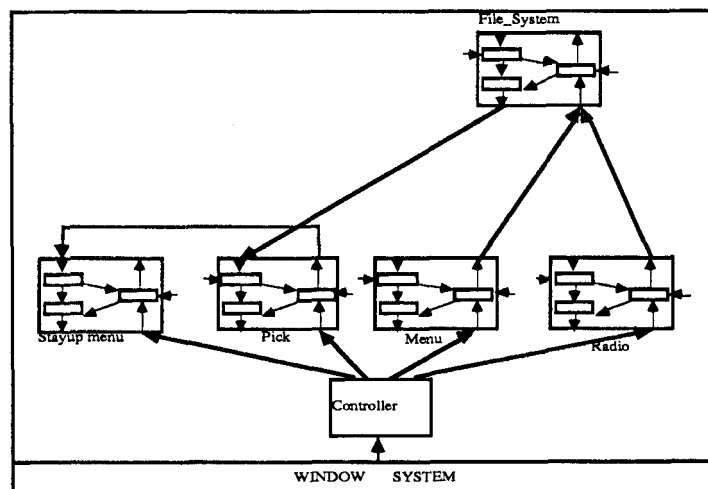 File_System
Stayup menu
Pick
Menu
Radio
Controller
WINDOW SYSTEM